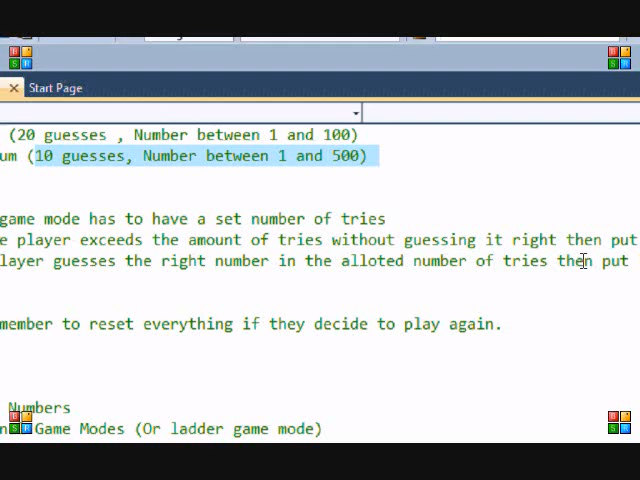 Start Page
(20 guesses , Number between 1 and 100)
um (10 guesses, Number between 1 and 500)
game mode has to have a set number of tries
e player exceeds the amount of tries without guessing it right then put
layer guesses the right number in the alloted number of tries then put
member to reset everything if they decide to play again.
Numbers
Game Modes (Or ladder game mode)